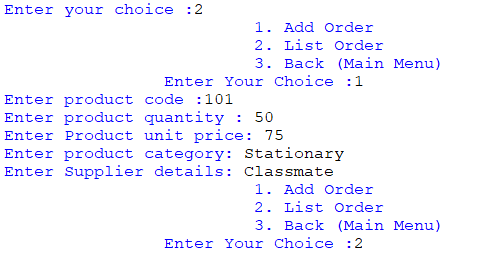 Enter your choice :2
1. Add Order
2. List Order
3. Back (Main Menu)
Enter Your Choice :1
Enter product code :101
Enter product quantity : 50
Enter Product unit price: 75
Enter product category: Stationary
Enter Supplier details: Classmate
1. Add Order
2. List Order
3. Back (Main Menu)
Enter Your Choice :2